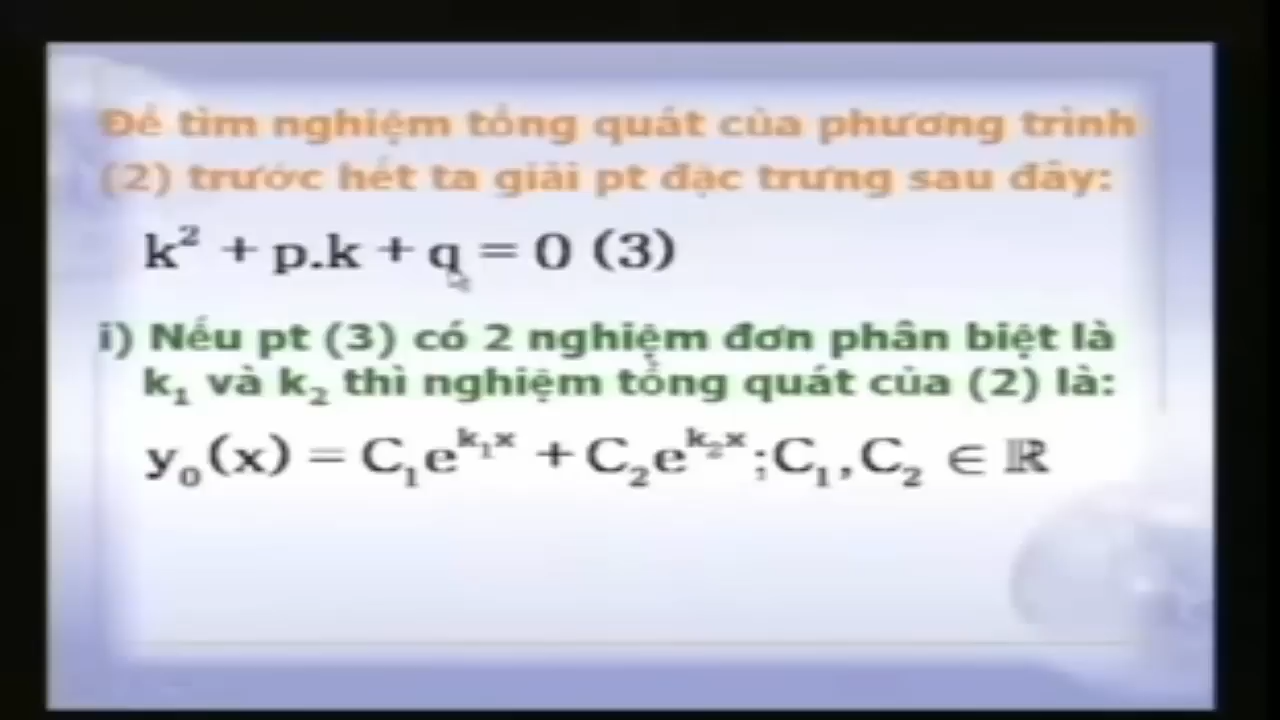 Để tìm nghiệm tổng quát của phương trình
(2) trước hết ta giải pt đặc trưng sau đây:
k² + p.k + q = 0 (3)
i) Nếu pt (3) có 2 nghiệm đơn phân biệt là
k₁ và k₂ thì nghiệm tổng quát của (2) là:
y₀(x) = C₁e^{k₁x} + C₂e^{k₂x};C₁,C₂ ∈ ℝ